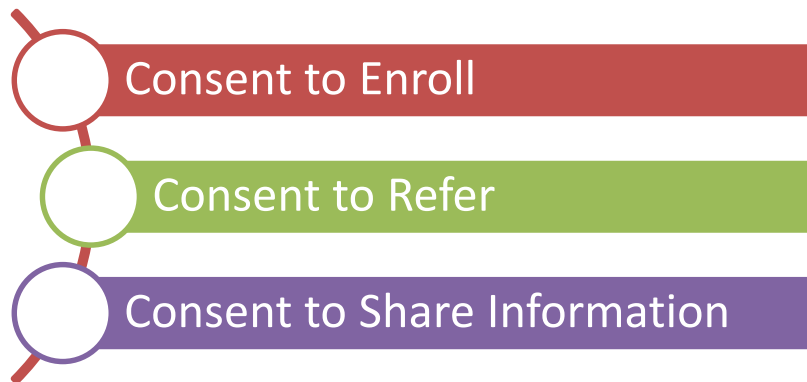 Consent to Enroll
Consent to Refer
Consent to Share Information